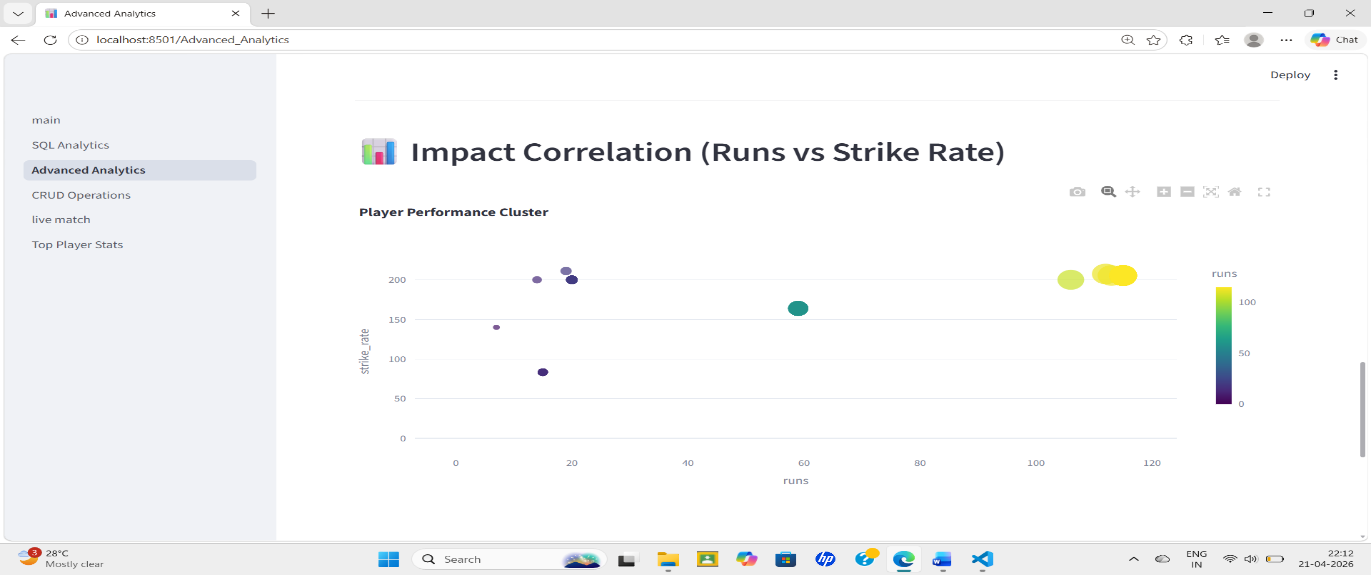 Advanced Analytics
localhost:8501/Advanced_Analytics
Chat
Deploy
main
SQL Analytics
Advanced Analytics
CRUD Operations
live match
Top Player Stats
Impact Correlation (Runs vs Strike Rate)
Player Performance Cluster
strike_rate
200
150
100
50
0
0 20 40 60 80 100 120
runs
runs
100
50
0
3
28°C
Mostly clear
Search
hp
ENG
IN
22:12
21-04-2026